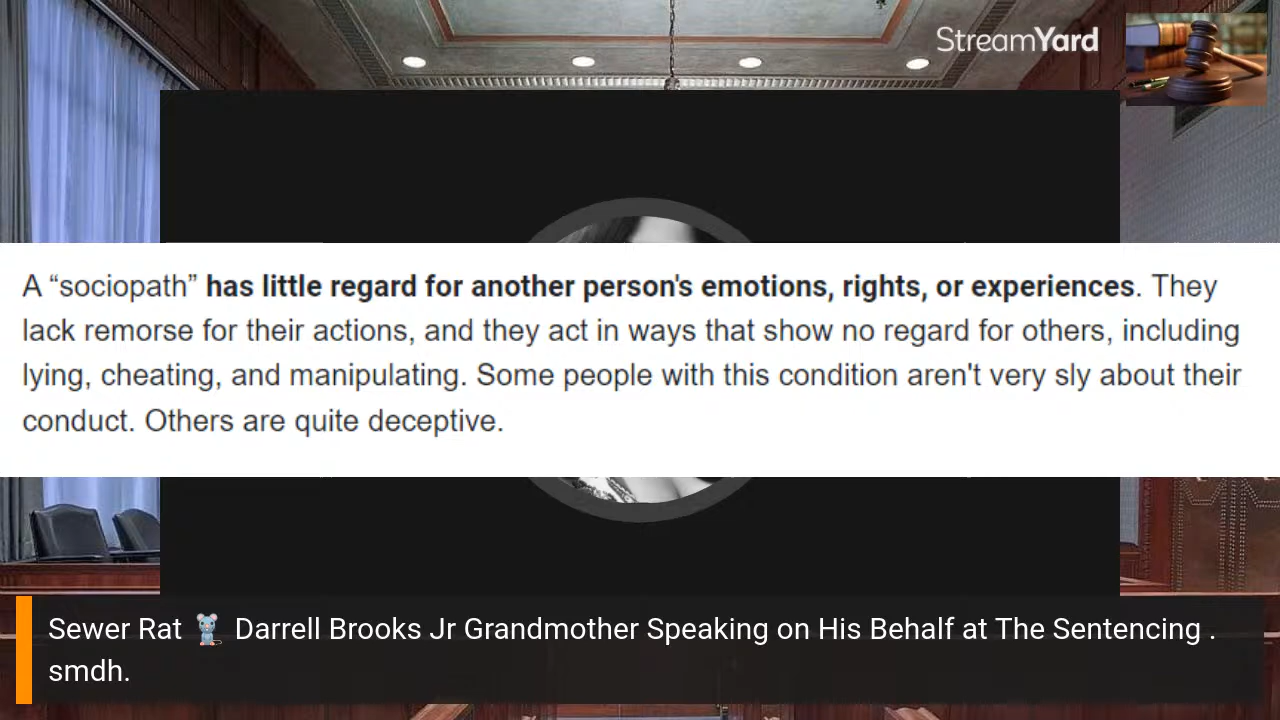 StreamYard
A “sociopath” has little regard for another person's emotions, rights, or experiences. They
lack remorse for their actions, and they act in ways that show no regard for others, including
lying, cheating, and manipulating. Some people with this condition aren't very sly about their
conduct. Others are quite deceptive.
Sewer Rat 🐁 Darrell Brooks Jr Grandmother Speaking on His Behalf at The Sentencing .
smdh.